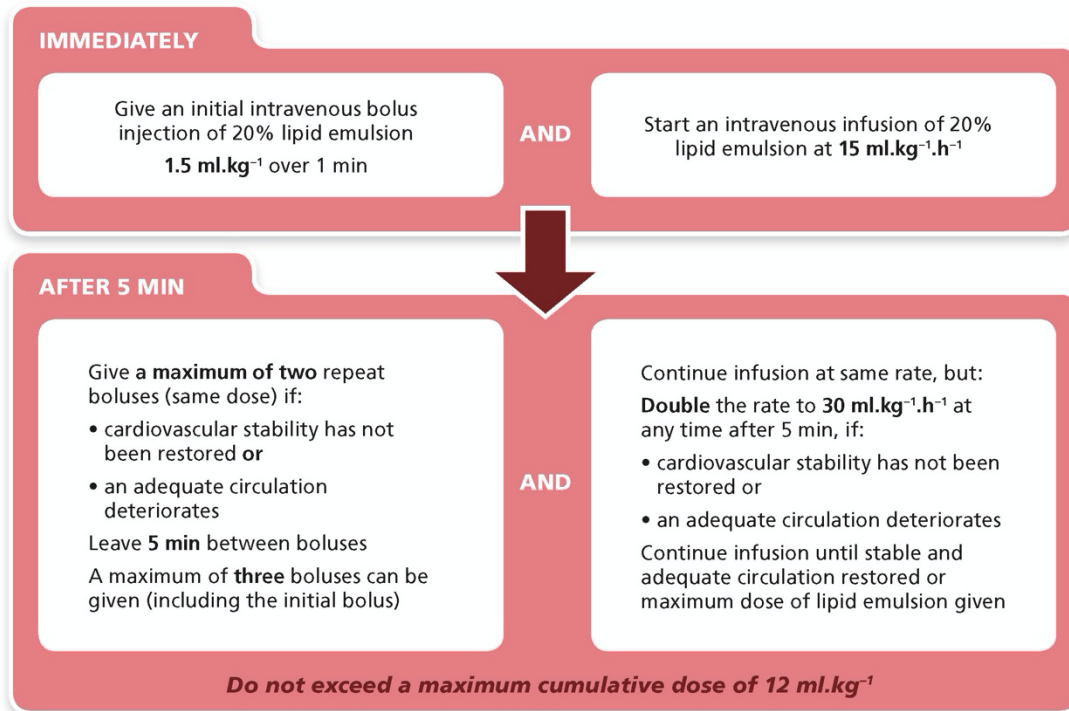 IMMEDIATELY
Give an initial intravenous bolus
injection of 20% lipid emulsion
1.5 ml.kg⁻¹ over 1 min
AND
Start an intravenous infusion of 20%
lipid emulsion at 15 ml.kg⁻¹.h⁻¹
AFTER 5 MIN
Give a maximum of two repeat
boluses (same dose) if:
• cardiovascular stability has not
been restored or
• an adequate circulation
deteriorates
Leave 5 min between boluses
A maximum of three boluses can be
given (including the initial bolus)
AND
Continue infusion at same rate, but:
Double the rate to 30 ml.kg⁻¹.h⁻¹ at
any time after 5 min, if:
• cardiovascular stability has not been
restored or
• an adequate circulation deteriorates
Continue infusion until stable and
adequate circulation restored or
maximum dose of lipid emulsion given
Do not exceed a maximum cumulative dose of 12 ml.kg⁻¹